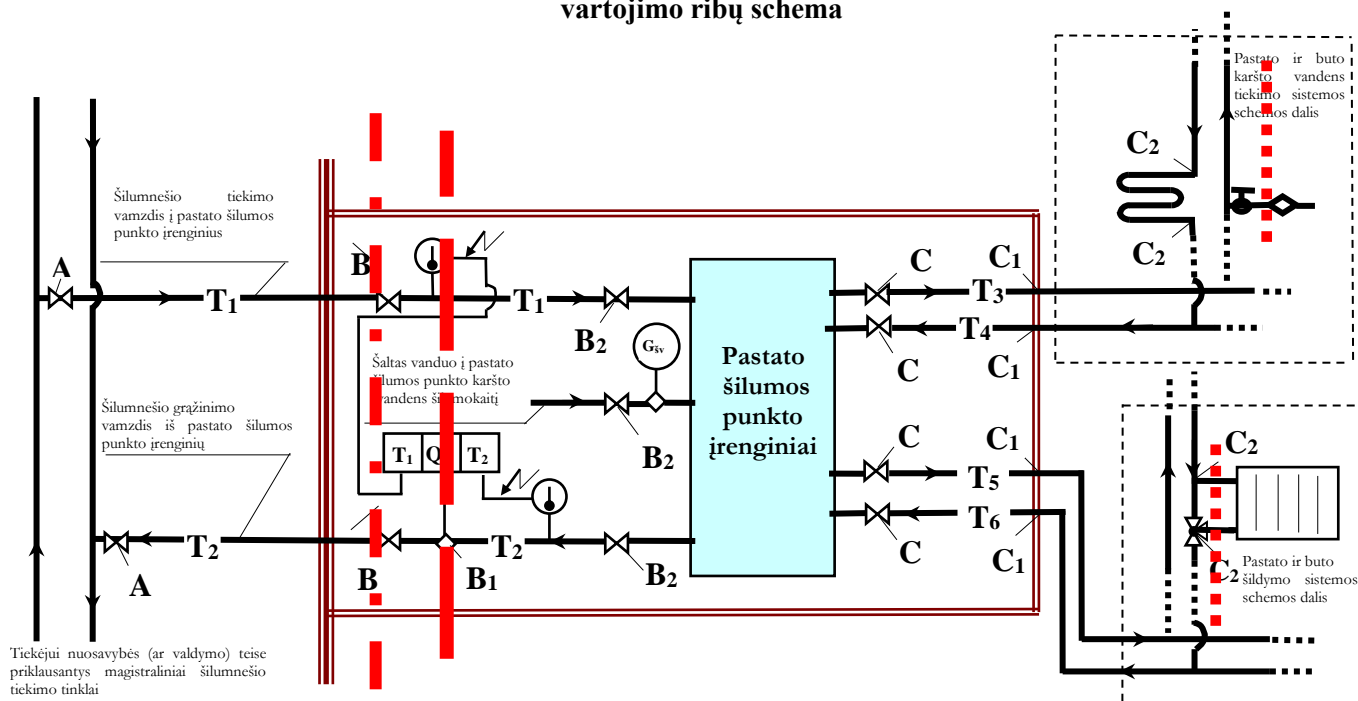 vartojimo ribų schema
Pastato ir buto
karšto vandens
tiekimo sistemos
schemos dalis
C2
C2
Šilumnešio tiekimo
vamzdis į pastato šilumos
punkto įrenginius
A
T1
B
T1
B2
Gšv
Šaltas vanduo į pastato
šilumos punkto karšto
vandens šilumokaitį
B2
Pastato
šilumos
punkto
įrenginiai
C
T3
C1
C
T4
C1
Šilumnešio grąžinimo
vamzdis iš pastato šilumos
punkto įrenginių
T1 Q T2
C
T5
C1
C
T6
C1
C2
C2
Pastato ir buto
šildymo sistemos
schemos dalis
A
T2
B
B1
T2
B2
Tiekėjui nuosavybės (ar valdymo) teise
priklausantys magistraliniai šilumnešio
tiekimo tinklai